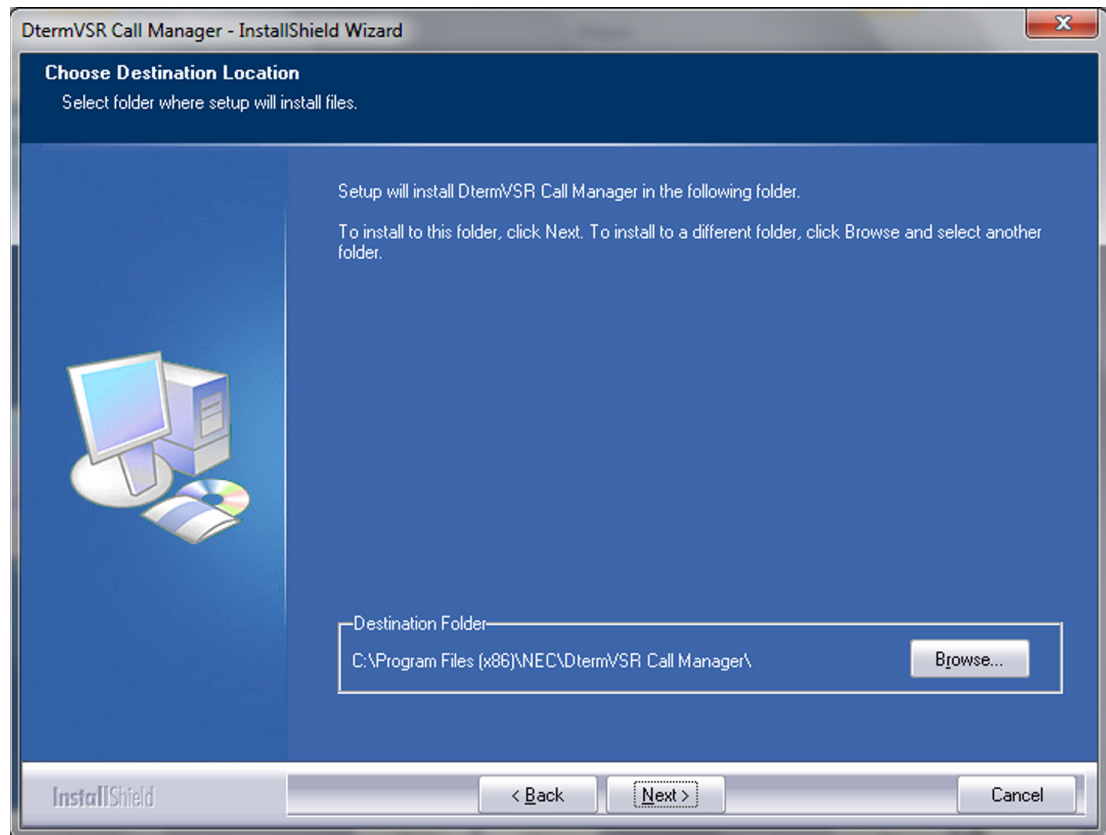 DtermVSR Call Manager - InstallShield Wizard
Choose Destination Location
Select folder where setup will install files.
Setup will install DtermVSR Call Manager in the following folder.
To install to this folder, click Next. To install to a different folder, click Browse and select another
folder.
Destination Folder
C:\Program Files (x86)\NEC\DtermVSR Call Manager\
Browse...
InstallShield
< Back
Next >
Cancel